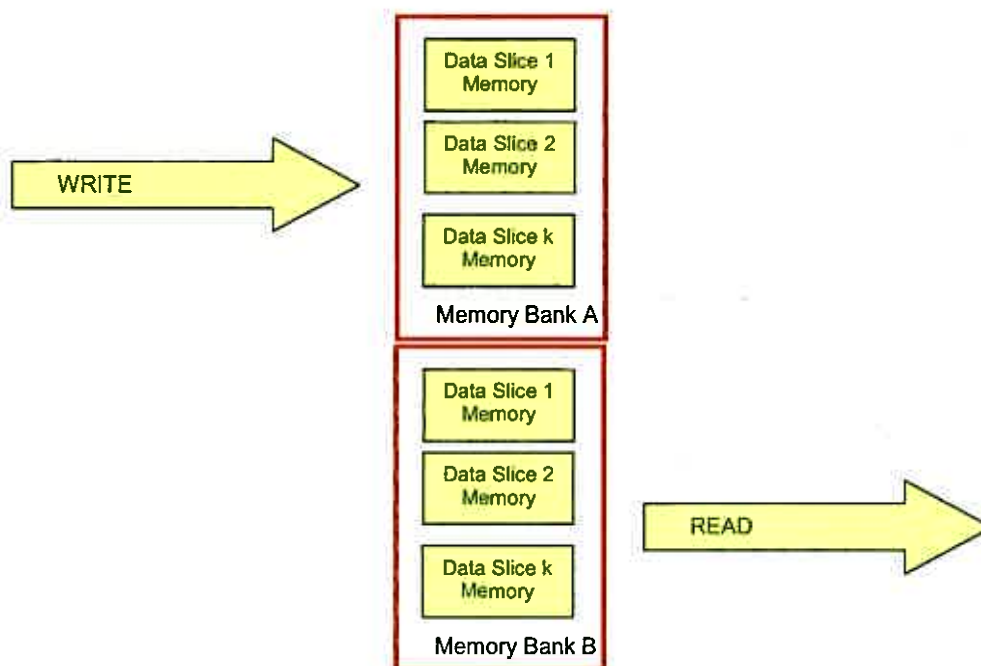 Data Slice 1
Memory
Data Slice 2
Memory
WRITE
Data Slice k
Memory
Memory Bank A
Data Slice 1
Memory
Data Slice 2
Memory
READ
Data Slice k
Memory
Memory Bank B